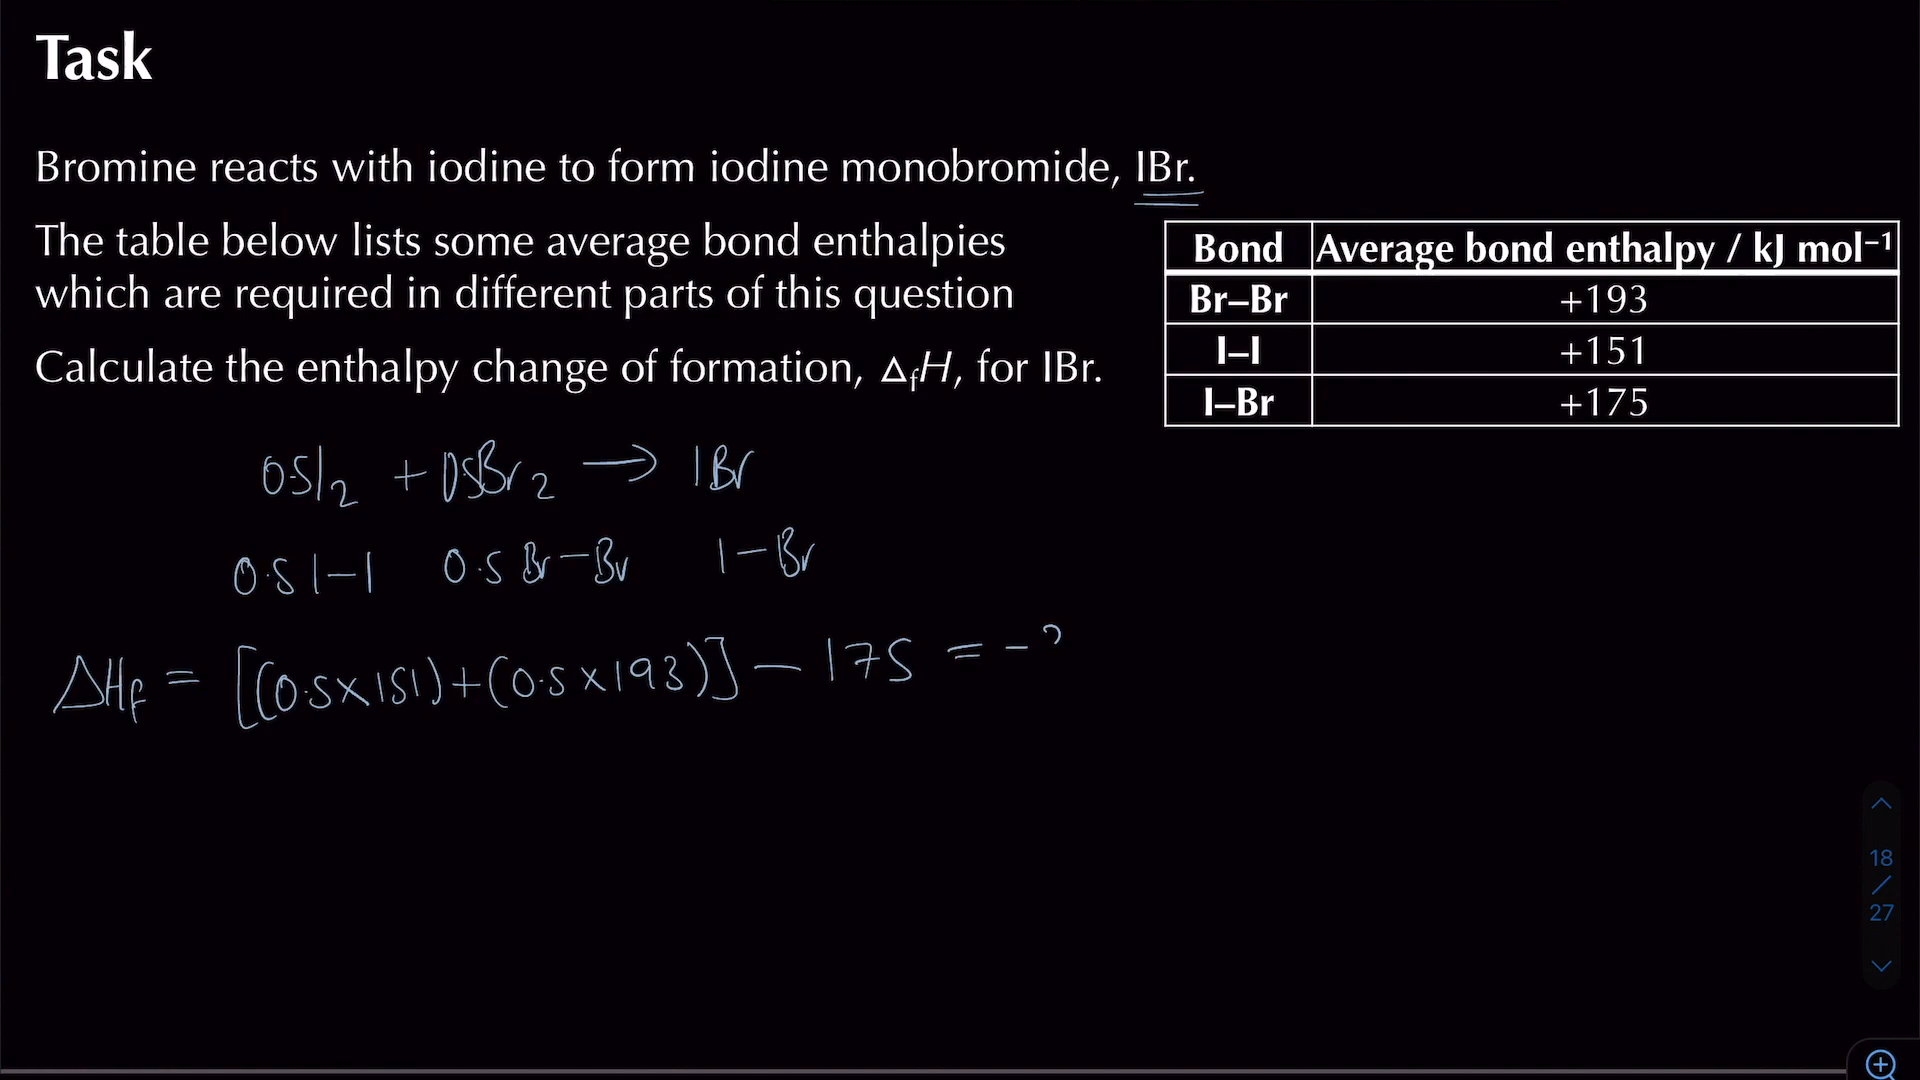 Task
Bromine reacts with iodine to form iodine monobromide, IBr.
The table below lists some average bond enthalpies
which are required in different parts of this question
Calculate the enthalpy change of formation, ΔfH, for IBr.
Bond Average bond enthalpy / kJ mol⁻¹
Br–Br +193
I–I +151
I–Br +175
0.5I₂ + 0.5Br₂ → IBr
0.5 I–I 0.5 Br–Br I–Br
ΔHf = [(0.5×151)+(0.5×193)] – 175 = -
18
/
27